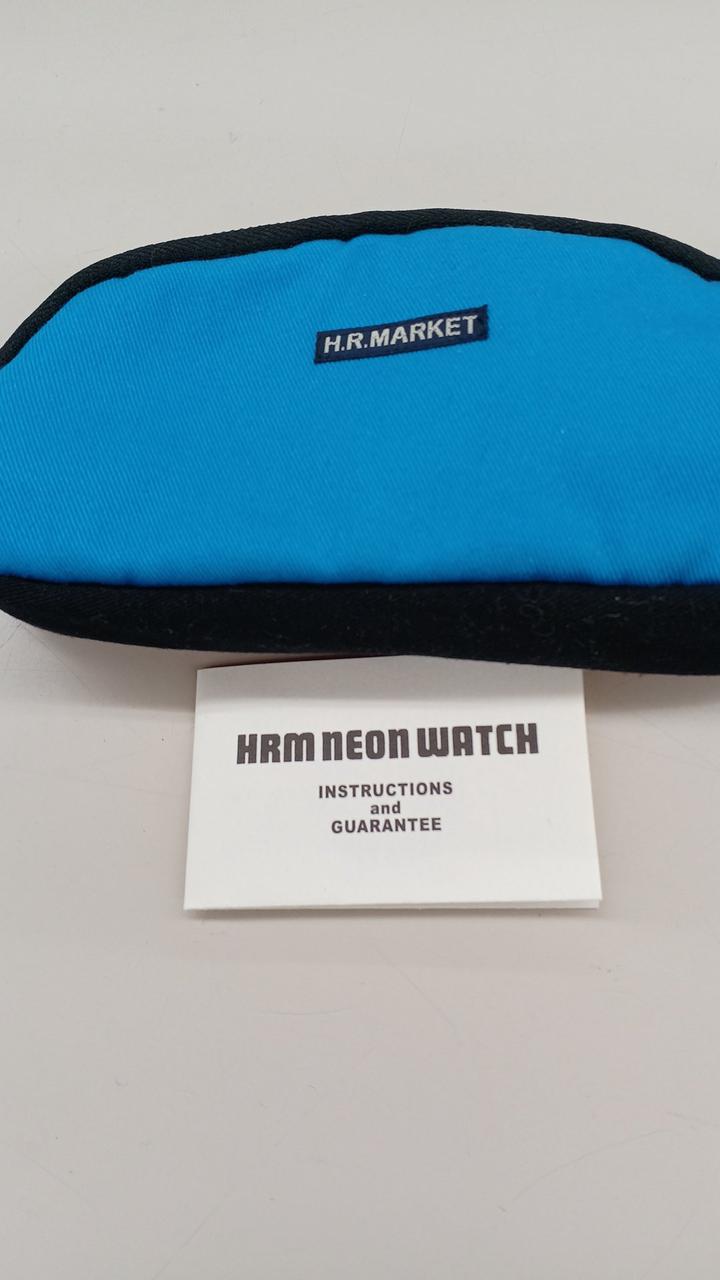 H.R.MARKET
HRM NEON WATCH
INSTRUCTIONS
and
GUARANTEE